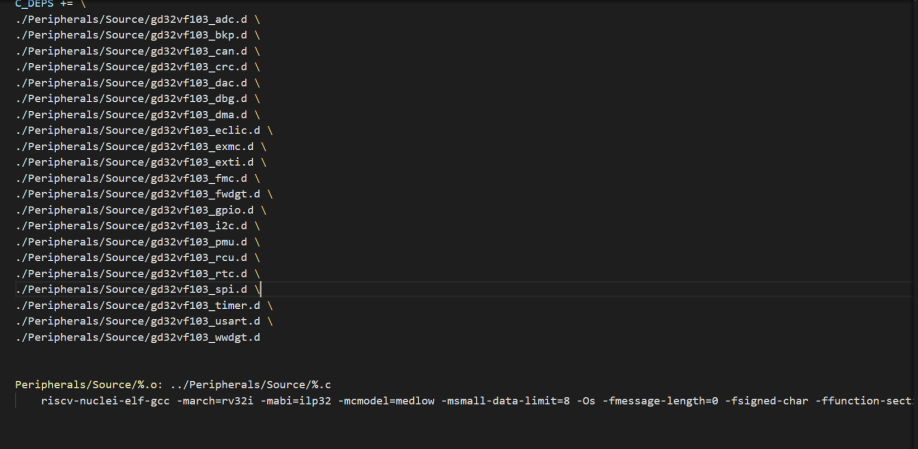 C_DEPS += \
./Peripherals/Source/gd32vf103_adc.d \
./Peripherals/Source/gd32vf103_bkp.d \
./Peripherals/Source/gd32vf103_can.d \
./Peripherals/Source/gd32vf103_crc.d \
./Peripherals/Source/gd32vf103_dac.d \
./Peripherals/Source/gd32vf103_dbg.d \
./Peripherals/Source/gd32vf103_dma.d \
./Peripherals/Source/gd32vf103_eclic.d \
./Peripherals/Source/gd32vf103_exmc.d \
./Peripherals/Source/gd32vf103_exti.d \
./Peripherals/Source/gd32vf103_fmc.d \
./Peripherals/Source/gd32vf103_fwdgt.d \
./Peripherals/Source/gd32vf103_gpio.d \
./Peripherals/Source/gd32vf103_i2c.d \
./Peripherals/Source/gd32vf103_pmu.d \
./Peripherals/Source/gd32vf103_rcu.d \
./Peripherals/Source/gd32vf103_rtc.d \
./Peripherals/Source/gd32vf103_spi.d \
./Peripherals/Source/gd32vf103_timer.d \
./Peripherals/Source/gd32vf103_usart.d \
./Peripherals/Source/gd32vf103_wwdgt.d
Peripherals/Source/%.o: ../Peripherals/Source/%.c
riscv-nuclei-elf-gcc -march=rv32i -mabi=ilp32 -mcmodel=medlow -msmall-data-limit=8 -Os -fmessage-length=0 -fsigned-char -ffunction-sect